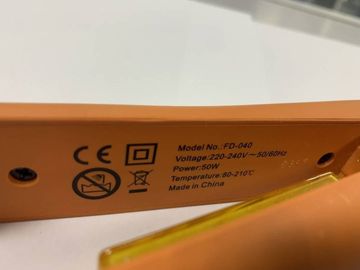 Model No.:FD-040
CE
Voltage:220-240V～50/60Hz
Power:50W
Temperature:80-210℃
Made in China